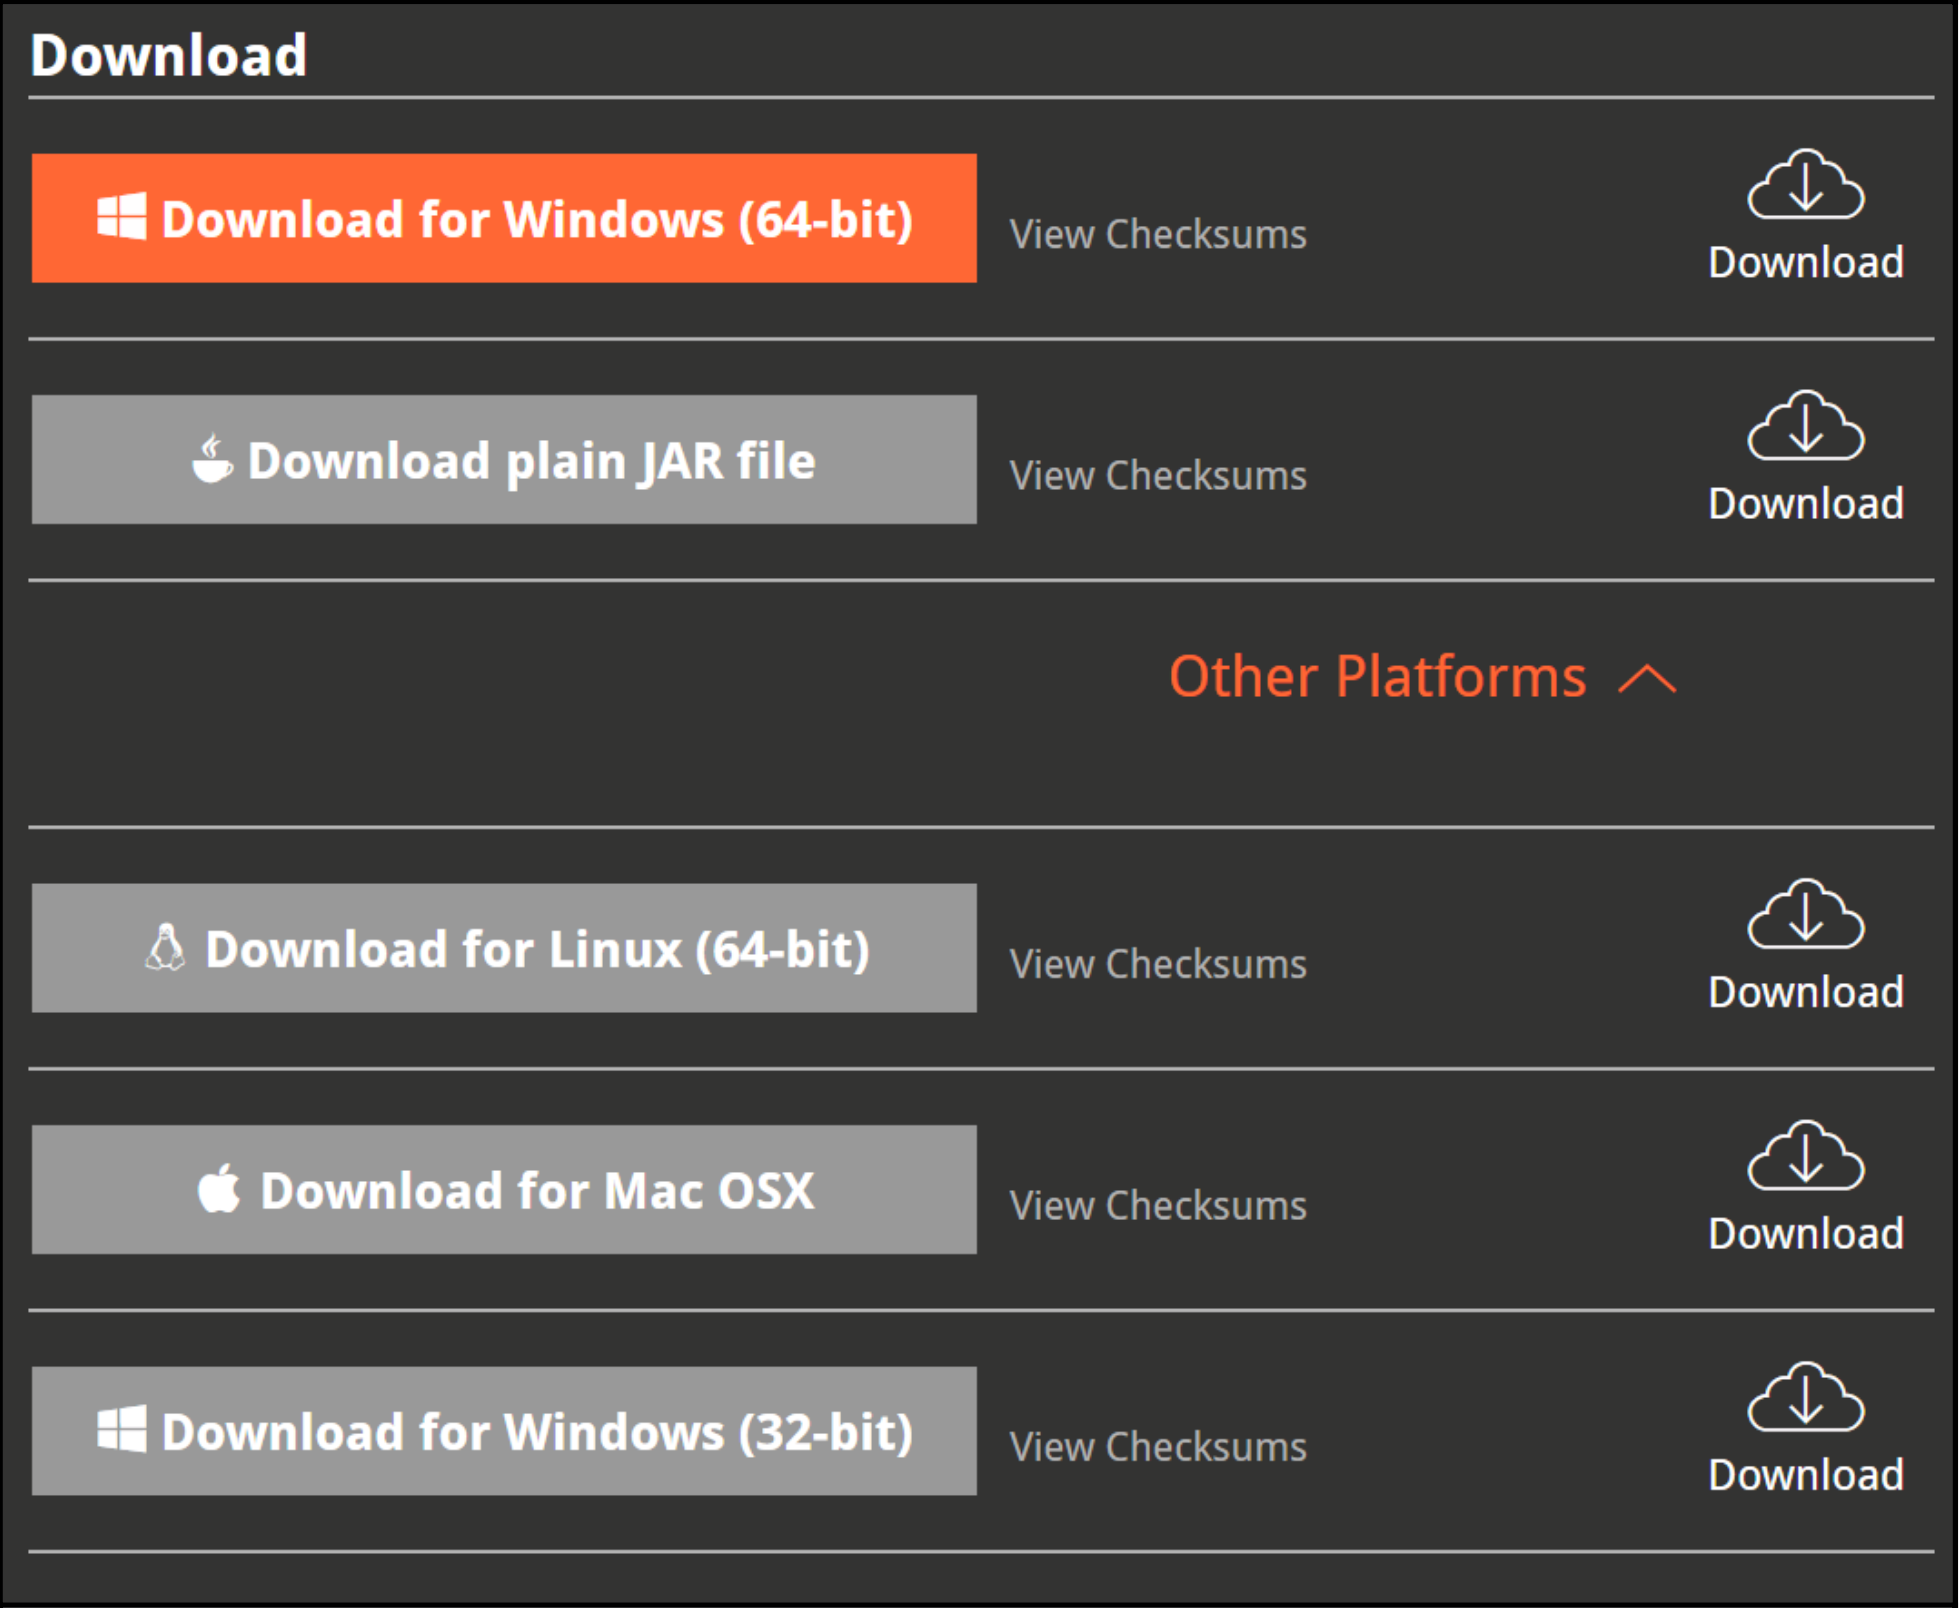 Download
Download for Windows (64-bit)
View Checksums
Download
Download plain JAR file
View Checksums
Download
Other Platforms
Download for Linux (64-bit)
View Checksums
Download
Download for Mac OSX
View Checksums
Download
Download for Windows (32-bit)
View Checksums
Download